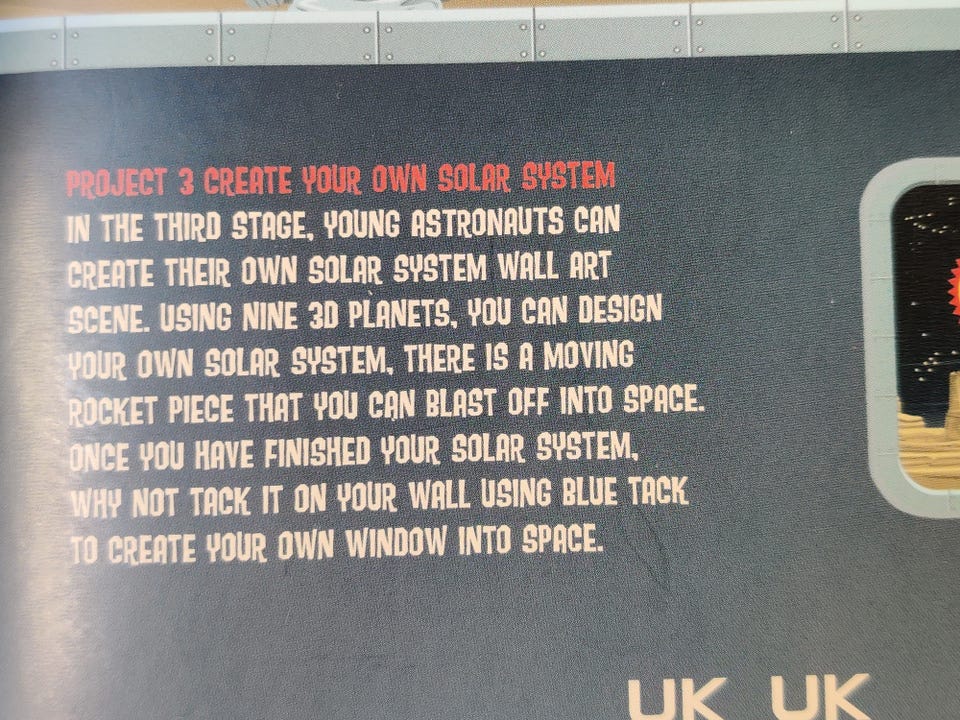 PROJECT 3 CREATE YOUR OWN SOLAR SYSTEM
IN THE THIRD STAGE, YOUNG ASTRONAUTS CAN
CREATE THEIR OWN SOLAR SYSTEM WALL ART
SCENE. USING NINE 3D PLANETS, YOU CAN DESIGN
YOUR OWN SOLAR SYSTEM, THERE IS A MOVING
ROCKET PIECE THAT YOU CAN BLAST OFF INTO SPACE.
ONCE YOU HAVE FINISHED YOUR SOLAR SYSTEM,
WHY NOT TACK IT ON YOUR WALL USING BLUE TACK
TO CREATE YOUR OWN WINDOW INTO SPACE.
UK UK